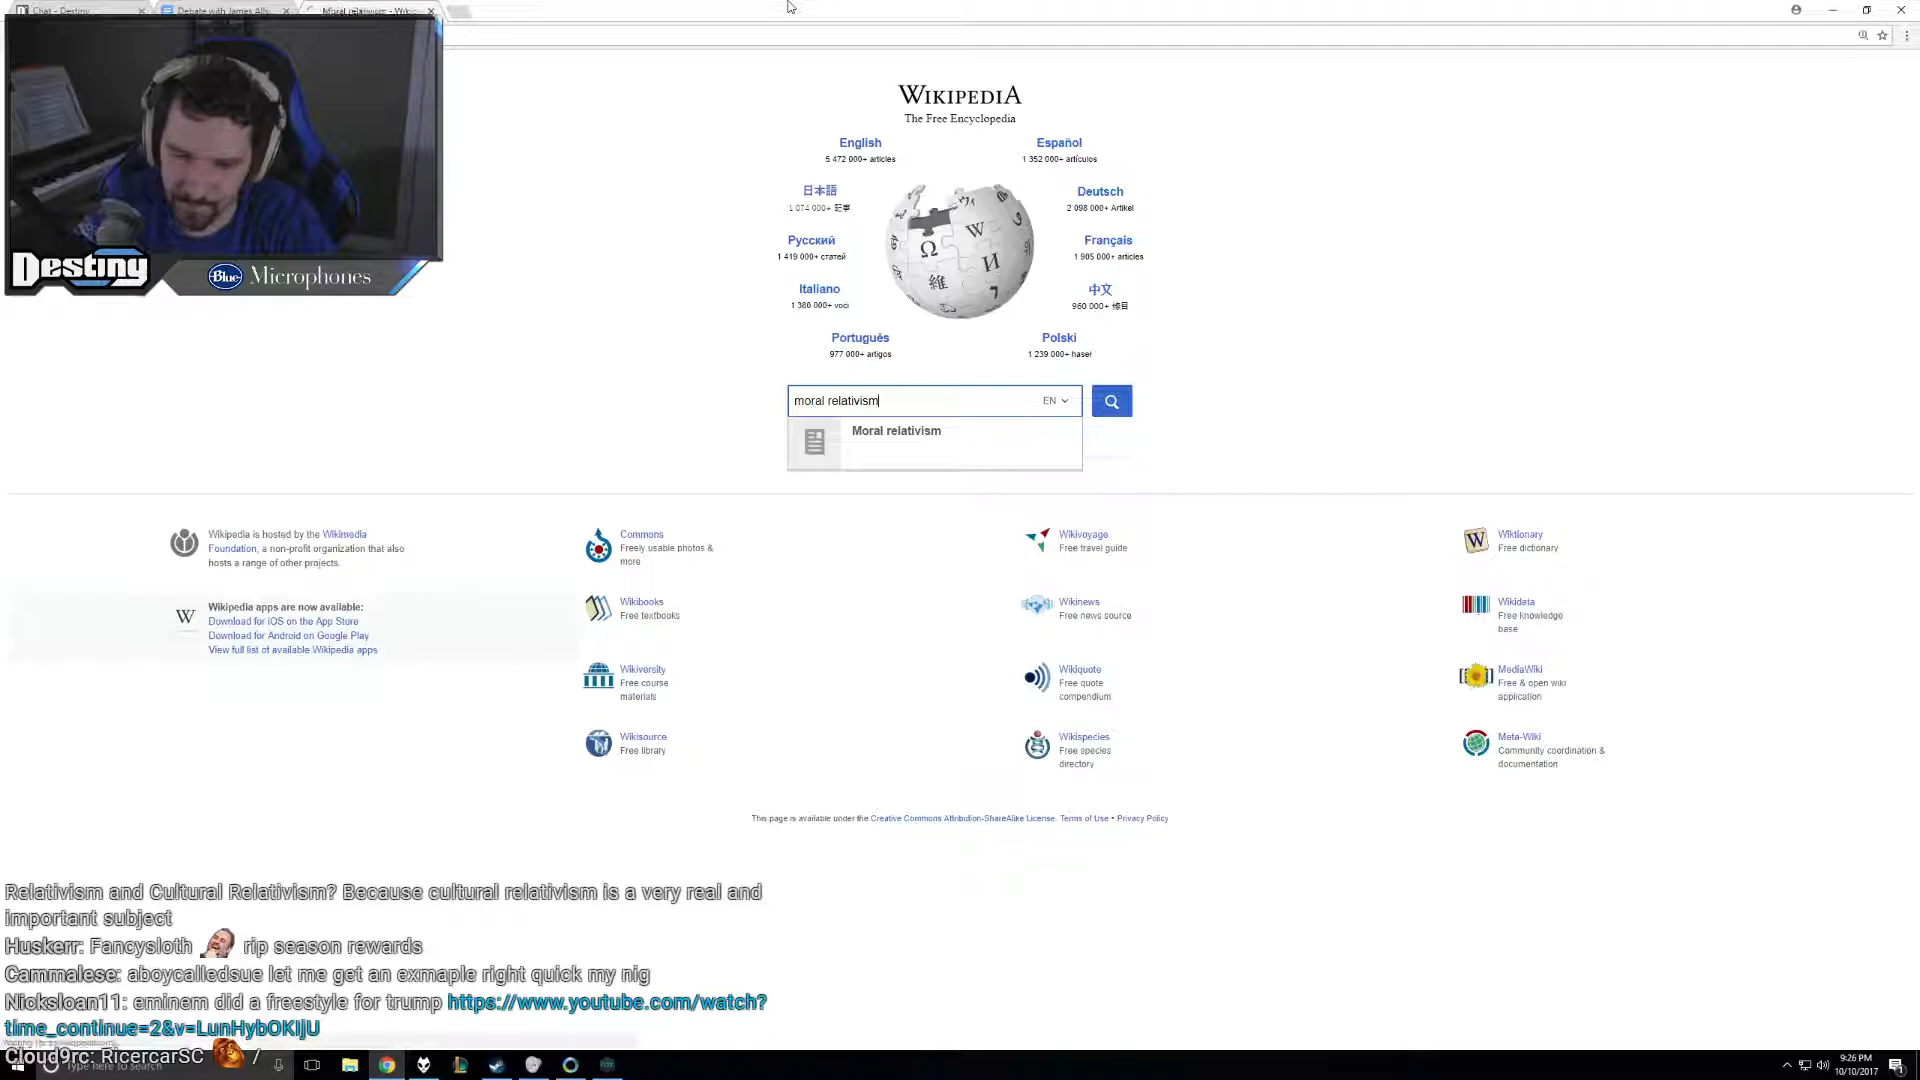 Chat - Destiny
Debate with James Alls
Moral relativism - Wiki
WIKIPEDIA
The Free Encyclopedia
English
5 472 000+ articles
Español
1 352 000+ artículos
日本語
1 074 000+ 記事
Deutsch
2 098 000+ Artikel
Русский
1 419 000+ статей
Français
1 905 000+ articles
Italiano
1 380 000+ voci
中文
960 000+ 條目
Português
977 000+ artigos
Polski
1 239 000+ haseł
moral relativism
EN
Moral relativism
Destiny
Blue Microphones
Wikipedia is hosted by the Wikimedia
Foundation, a non-profit organization that also
hosts a range of other projects.
Wikipedia apps are now available:
Download for iOS on the App Store
Download for Android on Google Play
View full list of available Wikipedia apps
Commons
Freely usable photos &
more
Wikivoyage
Free travel guide
Wiktionary
Free dictionary
Wikibooks
Free textbooks
Wikinews
Free news source
Wikidata
Free knowledge
base
Wikiversity
Free course
materials
Wikiquote
Free quote
compendium
MediaWiki
Free & open wiki
application
Wikisource
Free library
Wikispecies
Free species
directory
Meta-Wiki
Community coordination &
documentation
This page is available under the Creative Commons Attribution-ShareAlike License. Terms of Use • Privacy Policy
Relativism and Cultural Relativism? Because cultural relativism is a very real and
important subject
Huskerr: Fancysloth rip season rewards
Cammalese: aboycalledsue let me get an exmaple right quick my nig
Nicksloan11: eminem did a freestyle for trump https://www.youtube.com/watch?
time_continue=2&v=LunHybOKIjU
Cloud9rc: RicercarSC /
Type here to search
9:26 PM
10/10/2017